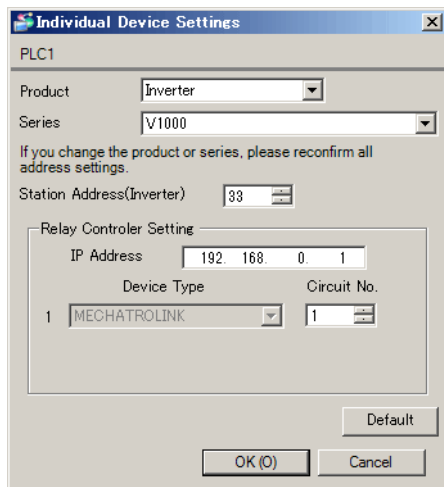 Individual Device Settings
PLC1
Product Inverter
Series V1000
If you change the product or series, please reconfirm all
address settings.
Station Address(Inverter) 33
Relay Controler Setting
IP Address 192. 168. 0. 1
Device Type Circuit No.
1 MECHATROLINK 1
Default
OK(O) Cancel